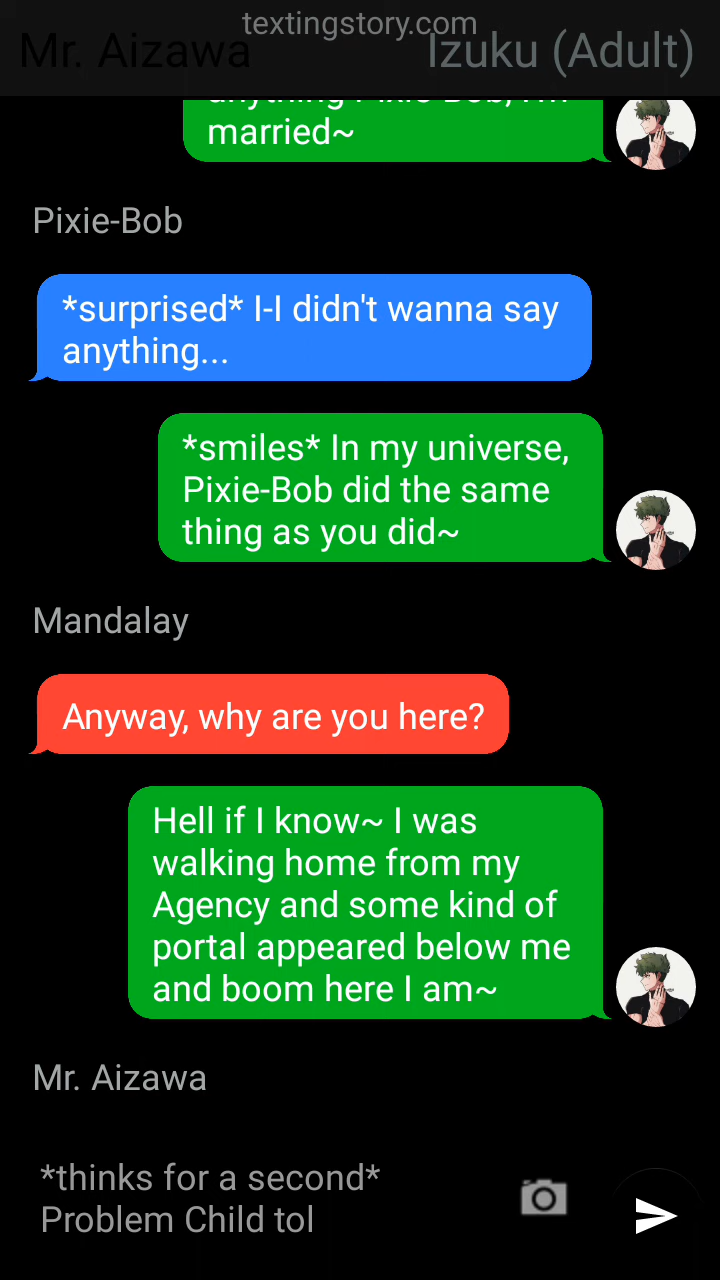 textingstory.com
Mr. Aizawa
Izuku (Adult)
married~
Pixie-Bob
*surprised* I-I didn't wanna say
anything...
*smiles* In my universe,
Pixie-Bob did the same
thing as you did~
Mandalay
Anyway, why are you here?
Hell if I know~ I was
walking home from my
Agency and some kind of
portal appeared below me
and boom here I am~
Mr. Aizawa
*thinks for a second*
Problem Child tol